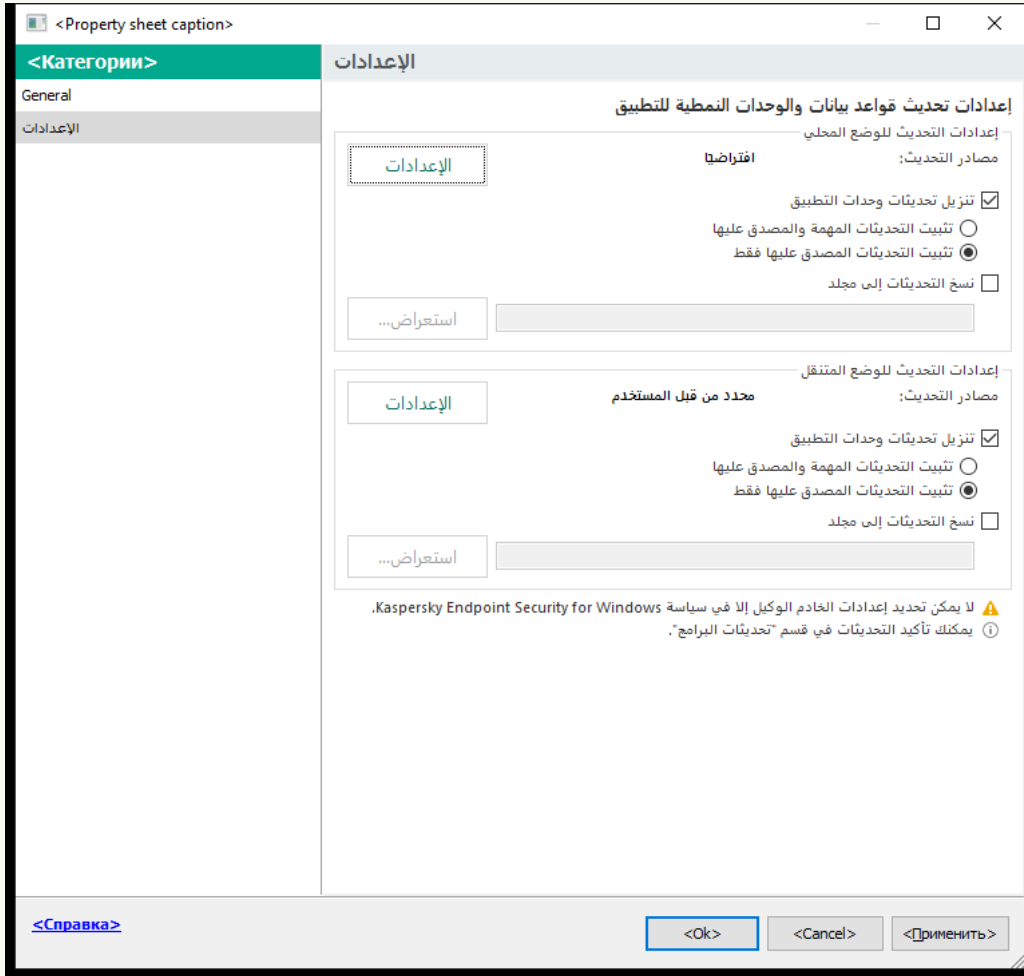 <Property sheet caption>
<Категории>
General
الإعدادات
الإعدادات
إعدادات تحديث قواعد بيانات والوحدات النمطية للتطبيق
إعدادات التحديث للوضع المحلي
مصادر التحديث: افتراضيًا
الإعدادات
تنزيل تحديثات وحدات التطبيق
تثبيت التحديثات المهمة والمصدق عليها
تثبيت التحديثات المصدق عليها فقط
نسخ التحديثات إلى مجلد
استعراض...
إعدادات التحديث للوضع المتنقل
مصادر التحديث: محدد من قبل المستخدم
الإعدادات
تنزيل تحديثات وحدات التطبيق
تثبيت التحديثات المهمة والمصدق عليها
تثبيت التحديثات المصدق عليها فقط
نسخ التحديثات إلى مجلد
استعراض...
لا يمكن تحديد إعدادات الخادم الوكيل إلا في سياسة Kaspersky Endpoint Security for Windows.
يمكنك تأكيد التحديثات في قسم "تحديثات البرامج".
<Справка>
<Ok>
<Cancel>
<Применить>